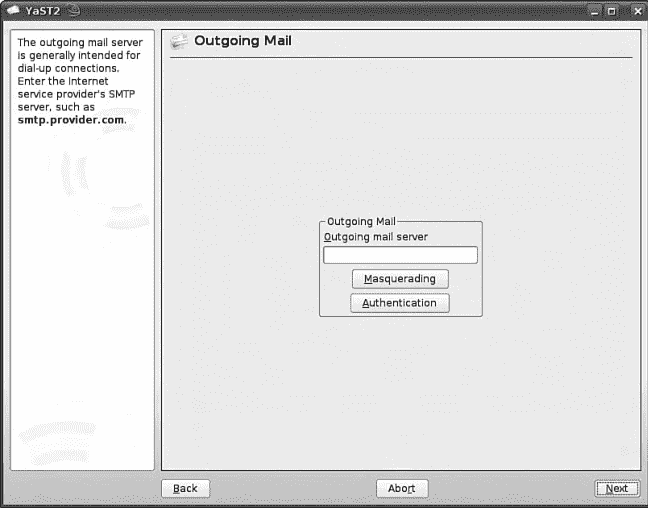 YaST2
The outgoing mail server
is generally intended for
dial-up connections.
Enter the Internet
service provider's SMTP
server, such as
smtp.provider.com.
Outgoing Mail
Outgoing Mail
Outgoing mail server
Masquerading
Authentication
Back
Abort
Next